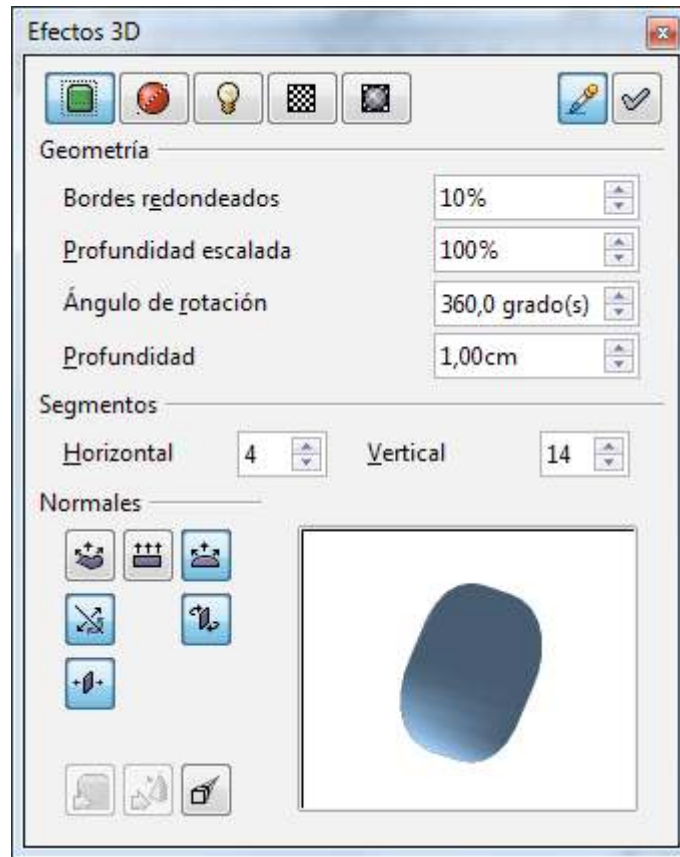 Efectos 3D
Geometría
Bordes redondeados 10%
Profundidad escalada 100%
Ángulo de rotación 360,0 grado(s)
Profundidad 1,00cm
Segmentos
Horizontal 4 Vertical 14
Normales